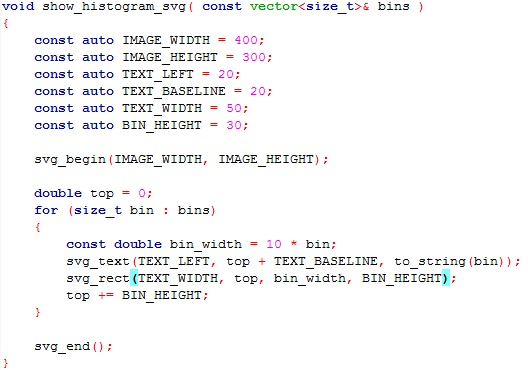 void show_histogram_svg( const vector<size_t>& bins )
{
    const auto IMAGE_WIDTH = 400;
    const auto IMAGE_HEIGHT = 300;
    const auto TEXT_LEFT = 20;
    const auto TEXT_BASELINE = 20;
    const auto TEXT_WIDTH = 50;
    const auto BIN_HEIGHT = 30;

    svg_begin(IMAGE_WIDTH, IMAGE_HEIGHT);

    double top = 0;
    for (size_t bin : bins)
    {
        const double bin_width = 10 * bin;
        svg_text(TEXT_LEFT, top + TEXT_BASELINE, to_string(bin));
        svg_rect(TEXT_WIDTH, top, bin_width, BIN_HEIGHT);
        top += BIN_HEIGHT;
    }

    svg_end();
}